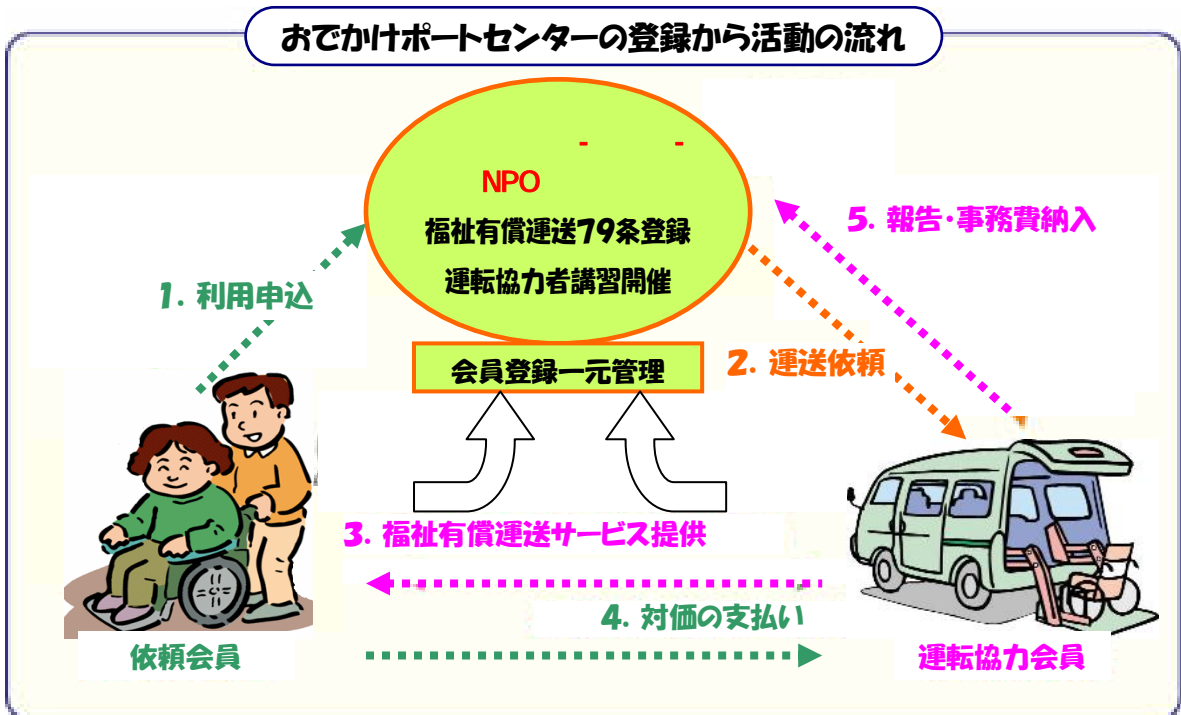 おでかけポートセンターの登録から活動の流れ
- -
NPO
福祉有償運送79条登録
運転協力者講習開催
会員登録一元管理
1. 利用申込
5. 報告・事務費納入
2. 運送依頼
3. 福祉有償運送サービス提供
4. 対価の支払い
依頼会員
運転協力会員